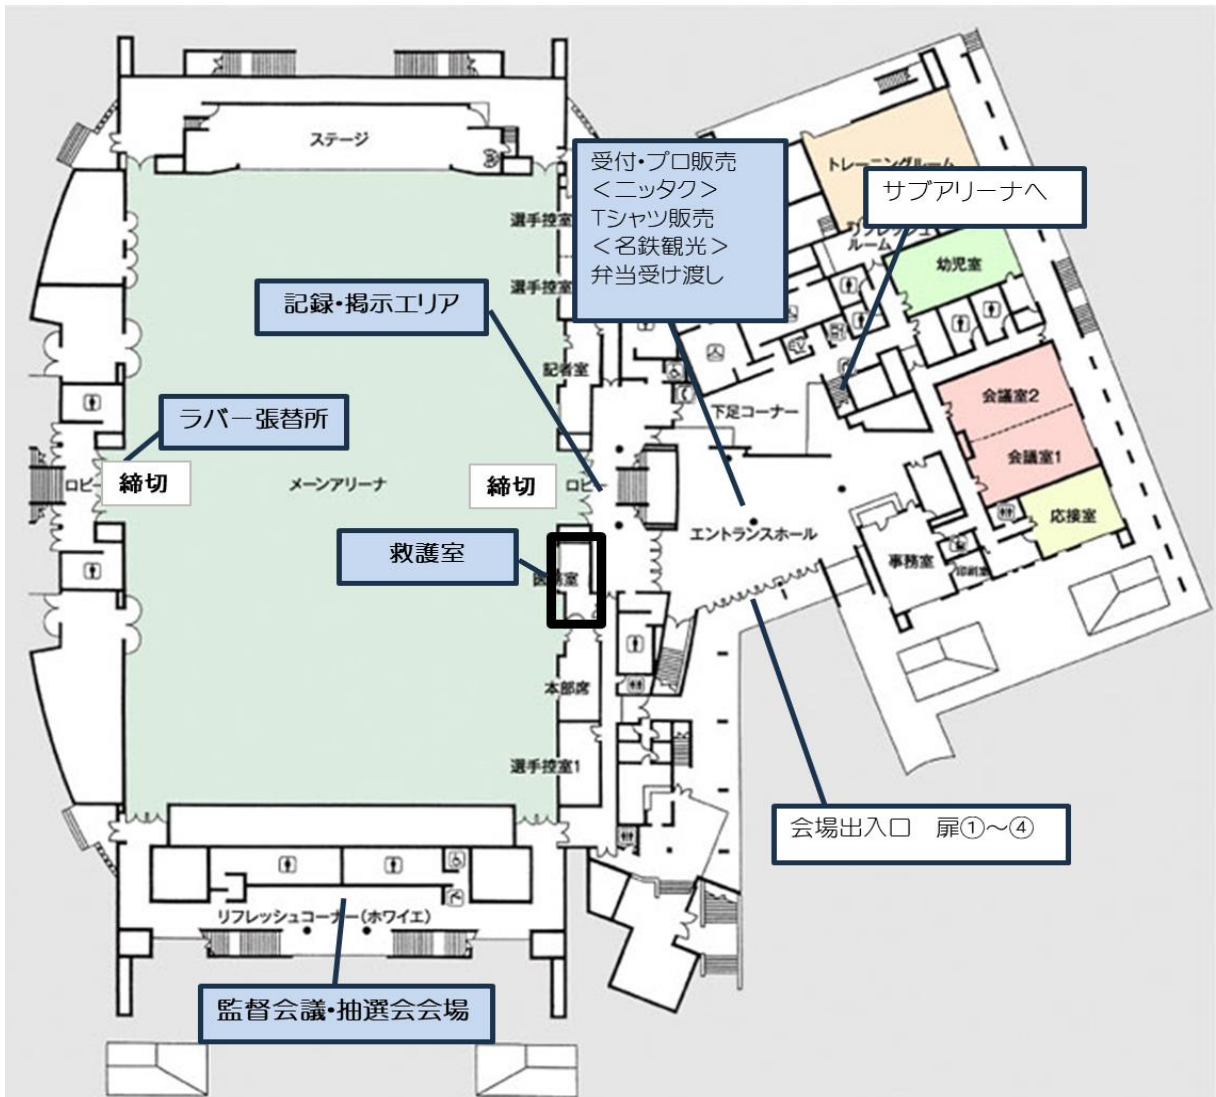 ステージ
受付・プロ販売
<ニッタク>
Tシャツ販売
<名鉄観光>
弁当受け渡し
トレーニングルーム
サブアリーナへ
ルーム
幼児室
選手控室
選手控室
記録・掲示エリア
記者室
下足コーナー
会議室2
会議室1
ラバー張替所
ロビー
締切
メーンアリーナ
締切
ロビー
エントランスホール
応接室
救護室
事務室
印刷室
本部席
選手控室1
会場出入口 扉①~④
リフレッシュコーナー(ホワイエ)
監督会議・抽選会会場